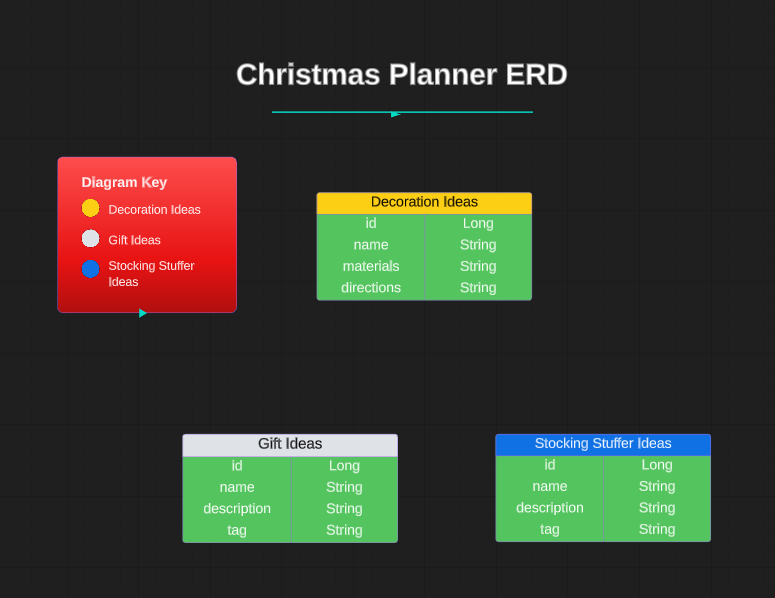 Christmas Planner ERD
Diagram Key
Decoration Ideas
Gift Ideas
Stocking Stuffer
Ideas
Decoration Ideas
id Long
name String
materials String
directions String
Gift Ideas
id Long
name String
description String
tag String
Stocking Stuffer Ideas
id Long
name String
description String
tag String